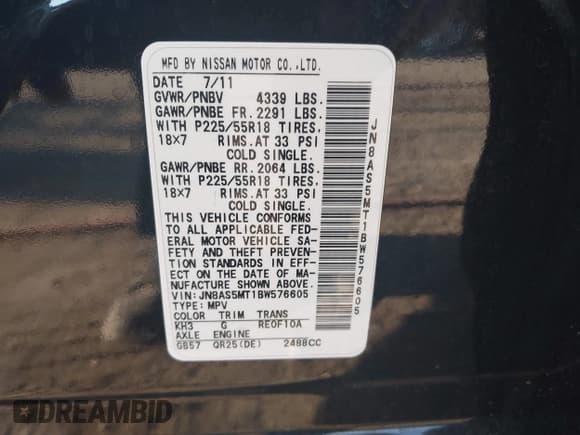 MFD BY NISSAN MOTOR CO.,LTD.
DATE 7/11
GVWR/PNBV 4339 LBS.
GAWR/PNBE FR. 2291 LBS.
WITH P225/55R18 TIRES.
18X7 RIMS. AT 33 PSI
COLD SINGLE.
GAWR/PNBE RR. 2064 LBS.
WITH P225/55R18 TIRES.
18X7 RIMS. AT 33 PSI
COLD SINGLE.
THIS VEHICLE CONFORMS
TO ALL APPLICABLE FED-
ERAL MOTOR VEHICLE SA-
FETY AND THEFT PREVEN-
TION STANDARDS IN EFFECT
ON THE DATE OF MA-
NUFACTURE SHOWN ABOVE.
VIN: JN8AS5MT1BW576605
TYPE: MPV
COLOR TRIM TRANS
KH3 G RE0F10A
AXLE ENGINE
GB57 QR25(DE) 2488CC
JN8AS5MT1BW576605
DREAMBID